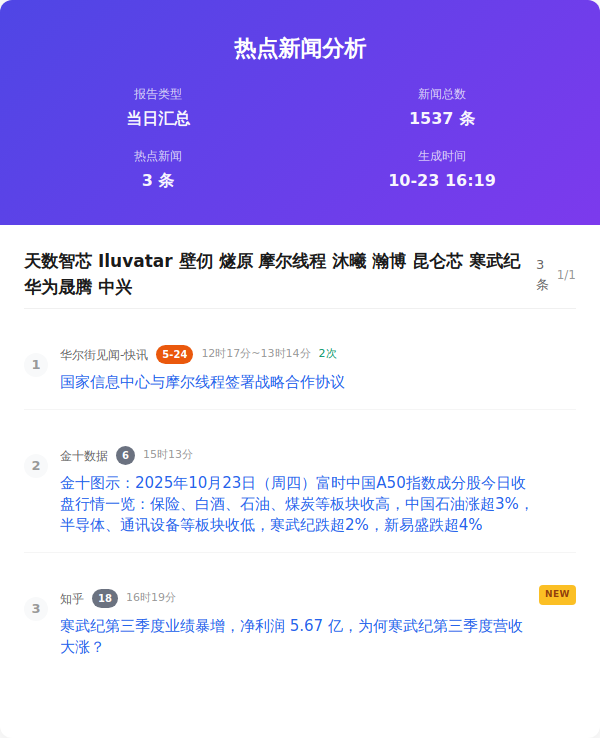 热点新闻分析
报告类型
新闻总数
当日汇总
1537 条
热点新闻
生成时间
3 条
10-23 16:19
天数智芯 Iluvatar 壁仞 燧原 摩尔线程 沐曦 瀚博 昆仑芯 寒武纪
华为晟腾 中兴
3
条
1/1
1
华尔街见闻-快讯 5-24 12时17分~13时14分 2次
国家信息中心与摩尔线程签署战略合作协议
2
金十数据 6 15时13分
金十图示：2025年10月23日（周四）富时中国A50指数成分股今日收
盘行情一览：保险、白酒、石油、煤炭等板块收高，中国石油涨超3%，
半导体、通讯设备等板块收低，寒武纪跌超2%，新易盛跌超4%
3
知乎 18 16时19分
NEW
寒武纪第三季度业绩暴增，净利润 5.67 亿，为何寒武纪第三季度营收
大涨？